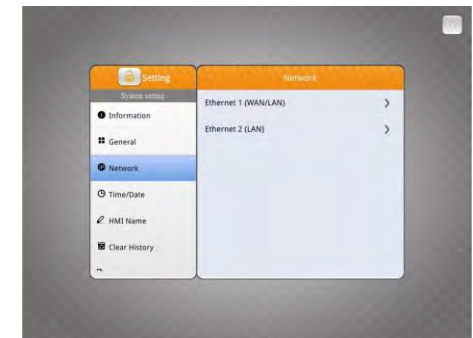 Setting
System setting
Information
General
Network
Time/Date
HMI Name
Clear History
Network
Ethernet 1 (WAN/LAN)
Ethernet 2 (LAN)